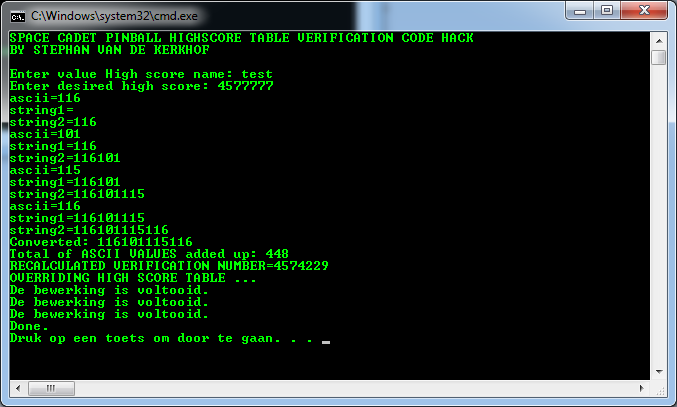 C:\Windows\system32\cmd.exe
SPACE CADET PINBALL HIGHSCORE TABLE VERIFICATION CODE HACK
BY STEPHAN VAN DE KERKHOF
Enter value High score name: test
Enter desired high score: 4577777
ascii=116
string1=
string2=116
ascii=101
string1=116
string2=116101
ascii=115
string1=116101
string2=116101115
ascii=116
string1=116101115
string2=116101115116
Converted: 116101115116
Total of ASCII VALUES added up: 448
RECALCULATED VERIFICATION NUMBER=4574229
OVERRIDING HIGH SCORE TABLE ...
De bewerking is voltooid.
De bewerking is voltooid.
De bewerking is voltooid.
Done.
Druk op een toets om door te gaan. . .